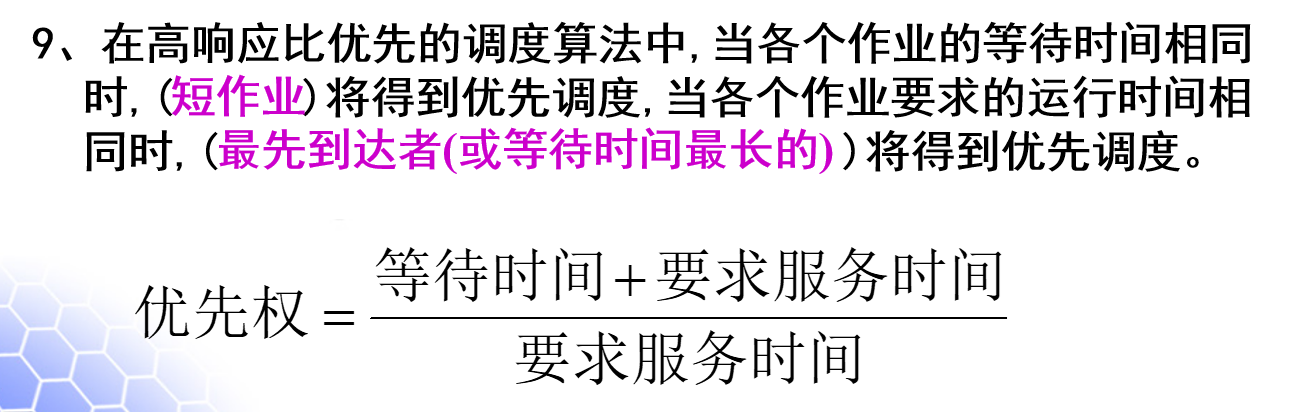 9、在高响应比优先的调度算法中,当各个作业的等待时间相同
时,(短作业)将得到优先调度,当各个作业要求的运行时间相
同时,(最先到达者(或等待时间最长的))将得到优先调度。
等待时间+要求服务时间
优先权=
要求服务时间